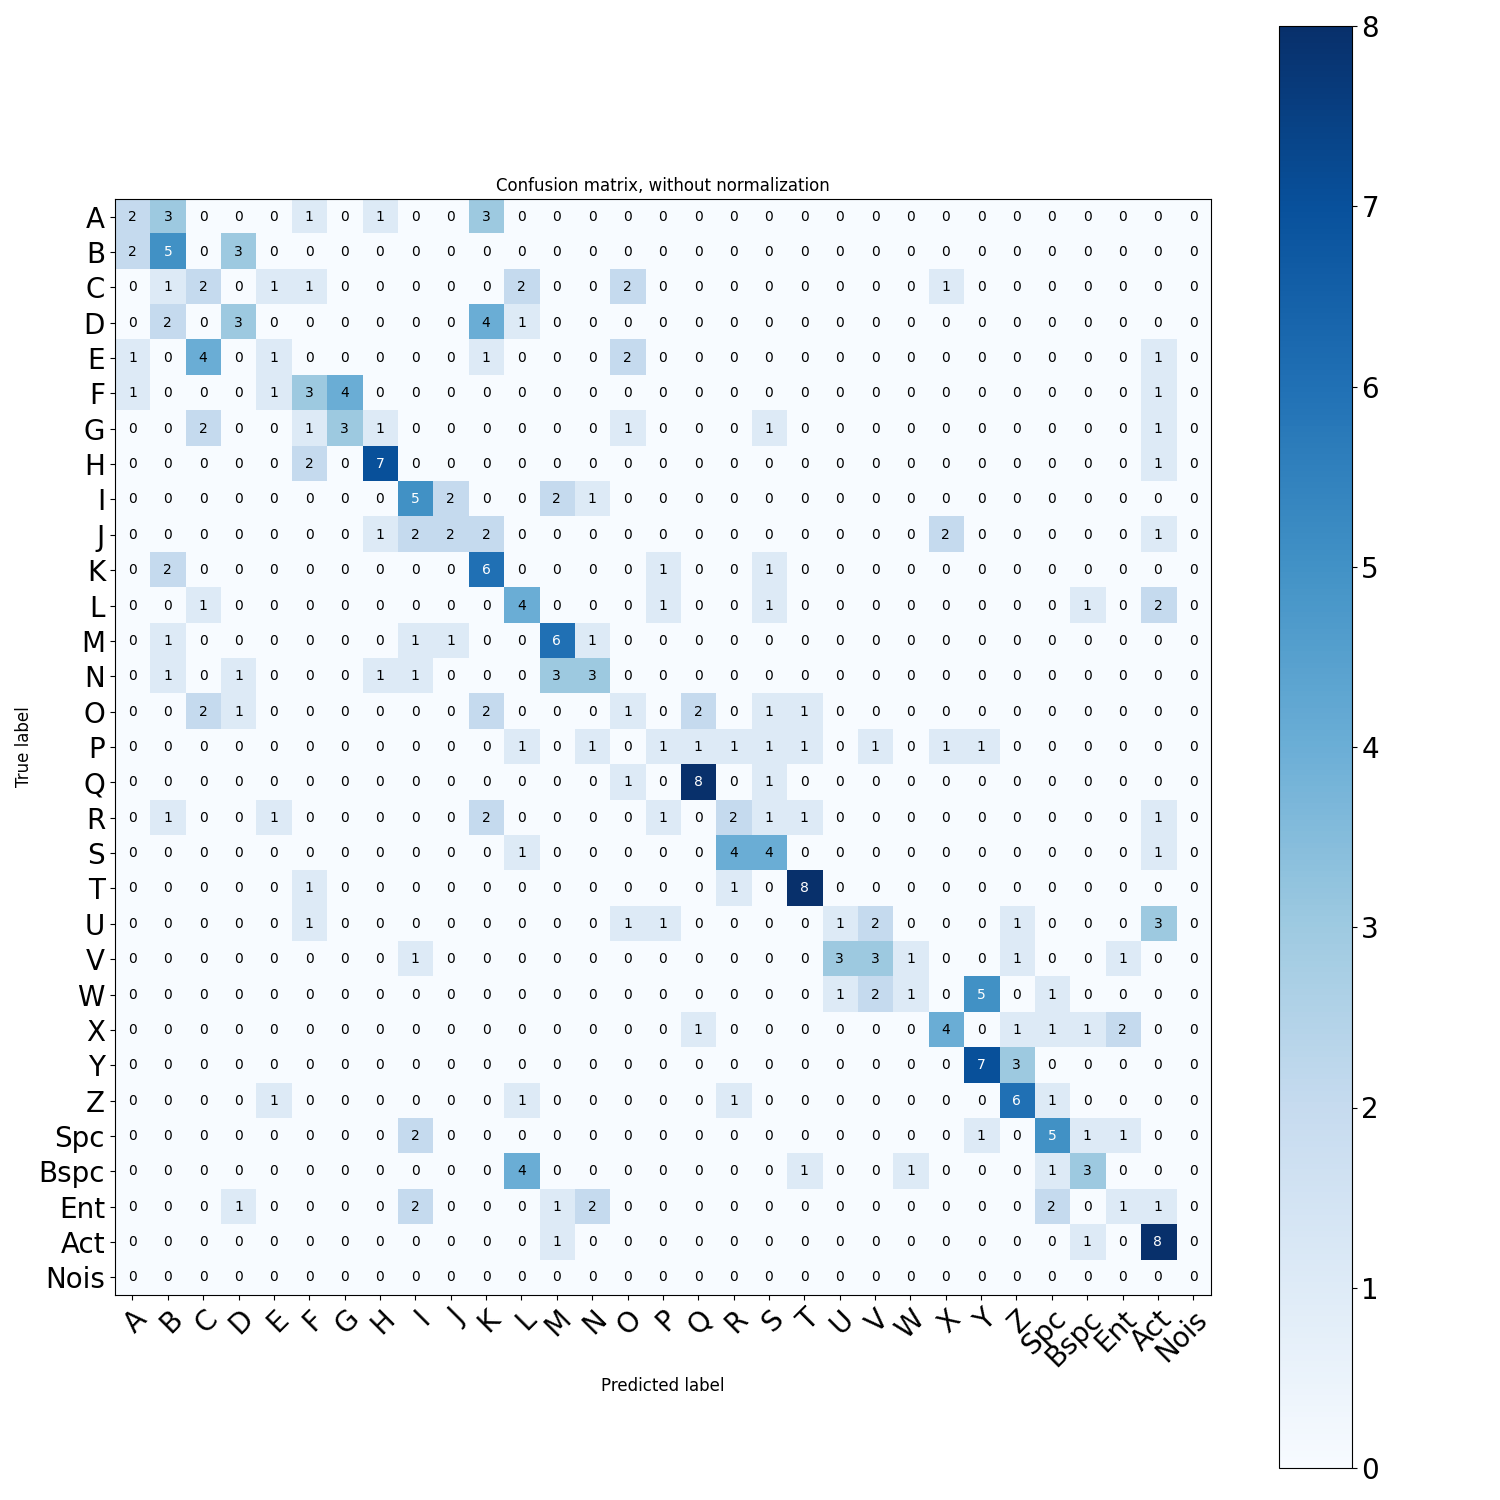 Confusion matrix, without normalization
A 2 3 0 0 0 1 0 1 0 0 3 0 0 0 0 0 0 0 0 0 0 0 0 0 0 0 0 0 0 0 0
B 2 5 0 3 0 0 0 0 0 0 0 0 0 0 0 0 0 0 0 0 0 0 0 0 0 0 0 0 0 0 0
C 0 1 2 0 1 1 0 0 0 0 0 2 0 0 2 0 0 0 0 0 0 0 0 1 0 0 0 0 0 0 0
D 0 2 0 3 0 0 0 0 0 0 4 1 0 0 0 0 0 0 0 0 0 0 0 0 0 0 0 0 0 0 0
E 1 0 4 0 1 0 0 0 0 0 1 0 0 0 2 0 0 0 0 0 0 0 0 0 0 0 0 0 0 1 0
F 1 0 0 0 1 3 4 0 0 0 0 0 0 0 0 0 0 0 0 0 0 0 0 0 0 0 0 0 0 1 0
G 0 0 2 0 0 1 3 1 0 0 0 0 0 0 1 0 0 0 1 0 0 0 0 0 0 0 0 0 0 1 0
H 0 0 0 0 0 2 0 7 0 0 0 0 0 0 0 0 0 0 0 0 0 0 0 0 0 0 0 0 0 1 0
I 0 0 0 0 0 0 0 0 5 2 0 0 2 1 0 0 0 0 0 0 0 0 0 0 0 0 0 0 0 0 0
J 0 0 0 0 0 0 0 1 2 2 2 0 0 0 0 0 0 0 0 0 0 0 0 2 0 0 0 0 0 1 0
K 0 2 0 0 0 0 0 0 0 0 6 0 0 0 0 1 0 0 1 0 0 0 0 0 0 0 0 0 0 0 0
L 0 0 1 0 0 0 0 0 0 0 0 4 0 0 0 1 0 0 1 0 0 0 0 0 0 0 0 1 0 2 0
M 0 1 0 0 0 0 0 0 1 1 0 0 6 1 0 0 0 0 0 0 0 0 0 0 0 0 0 0 0 0 0
N 0 1 0 1 0 0 0 1 1 0 0 0 3 3 0 0 0 0 0 0 0 0 0 0 0 0 0 0 0 0 0
O 0 0 2 1 0 0 0 0 0 0 2 0 0 0 1 0 2 0 1 1 0 0 0 0 0 0 0 0 0 0 0
P 0 0 0 0 0 0 0 0 0 0 0 1 0 1 0 1 1 1 1 1 0 1 0 1 1 0 0 0 0 0 0
Q 0 0 0 0 0 0 0 0 0 0 0 0 0 0 1 0 8 0 1 0 0 0 0 0 0 0 0 0 0 0 0
R 0 1 0 0 1 0 0 0 0 0 2 0 0 0 0 1 0 2 1 1 0 0 0 0 0 0 0 0 0 1 0
S 0 0 0 0 0 0 0 0 0 0 0 1 0 0 0 0 0 4 4 0 0 0 0 0 0 0 0 0 0 1 0
T 0 0 0 0 0 1 0 0 0 0 0 0 0 0 0 0 0 1 0 8 0 0 0 0 0 0 0 0 0 0 0
U 0 0 0 0 0 1 0 0 0 0 0 0 0 0 1 1 0 0 0 0 1 2 0 0 0 1 0 0 0 3 0
V 0 0 0 0 0 0 0 0 1 0 0 0 0 0 0 0 0 0 0 0 3 3 1 0 0 1 0 0 1 0 0
W 0 0 0 0 0 0 0 0 0 0 0 0 0 0 0 0 0 0 0 0 1 2 1 0 5 0 1 0 0 0 0
X 0 0 0 0 0 0 0 0 0 0 0 0 0 0 0 0 1 0 0 0 0 0 0 4 0 1 1 1 2 0 0
Y 0 0 0 0 0 0 0 0 0 0 0 0 0 0 0 0 0 0 0 0 0 0 0 0 7 3 0 0 0 0 0
Z 0 0 0 0 1 0 0 0 0 0 0 1 0 0 0 0 0 1 0 0 0 0 0 0 0 6 1 0 0 0 0
Spc 0 0 0 0 0 0 0 0 2 0 0 0 0 0 0 0 0 0 0 0 0 0 0 0 1 0 5 1 1 0 0
Bspc 0 0 0 0 0 0 0 0 0 0 0 4 0 0 0 0 0 0 0 1 0 0 1 0 0 0 1 3 0 0 0
Ent 0 0 0 1 0 0 0 0 2 0 0 0 1 2 0 0 0 0 0 0 0 0 0 0 0 0 2 0 1 1 0
Act 0 0 0 0 0 0 0 0 0 0 0 0 1 0 0 0 0 0 0 0 0 0 0 0 0 0 0 1 0 8 0
Nois 0 0 0 0 0 0 0 0 0 0 0 0 0 0 0 0 0 0 0 0 0 0 0 0 0 0 0 0 0 0 0
A B C D E F G H I J K L M N O P Q R S T U V W X Y Z Spc Bspc Ent Act Nois
Predicted label
True label
8
7
6
5
4
3
2
1
0